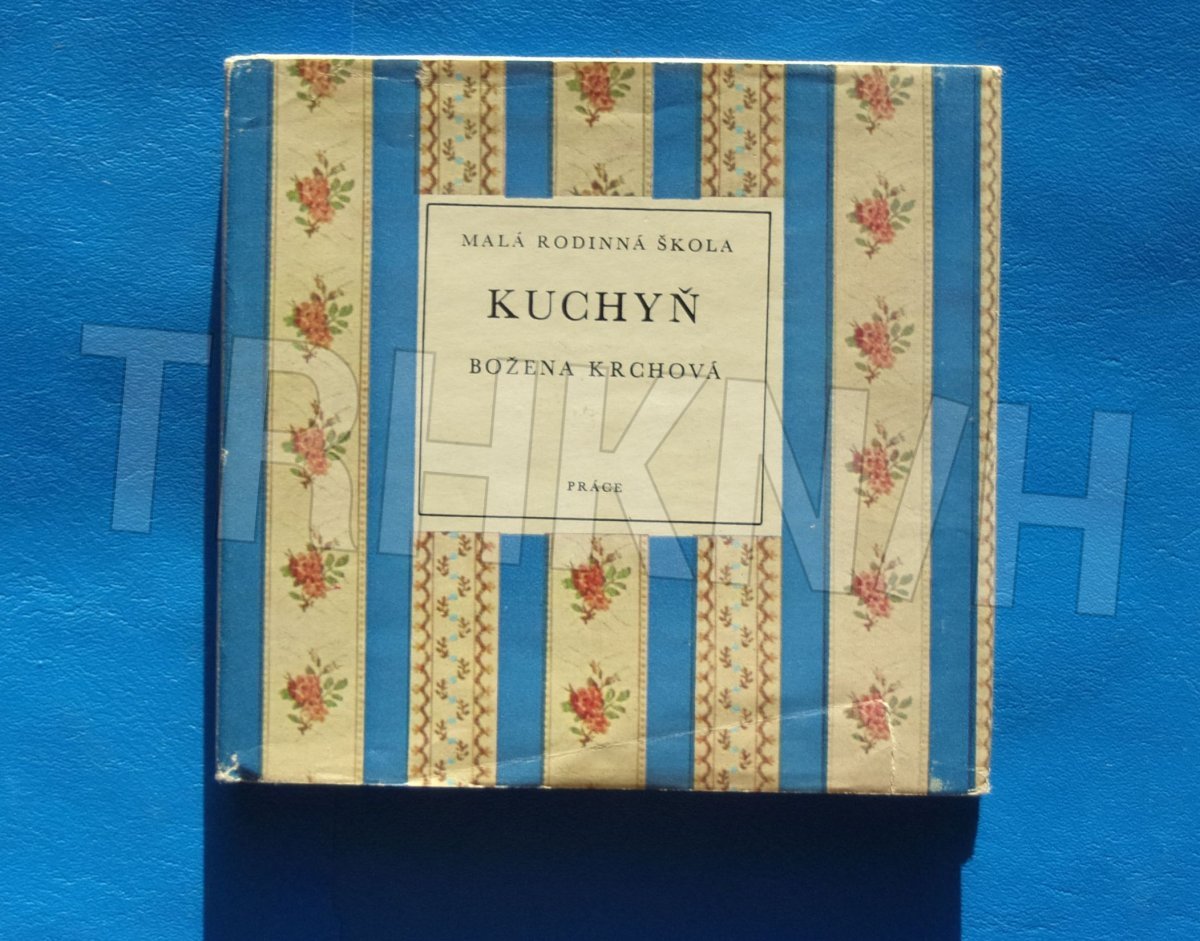 MALÁ RODINNÁ ŠKOLA
KUCHYŇ
BOŽENA KRCHOVÁ
PRÁCE
TRHKNIH